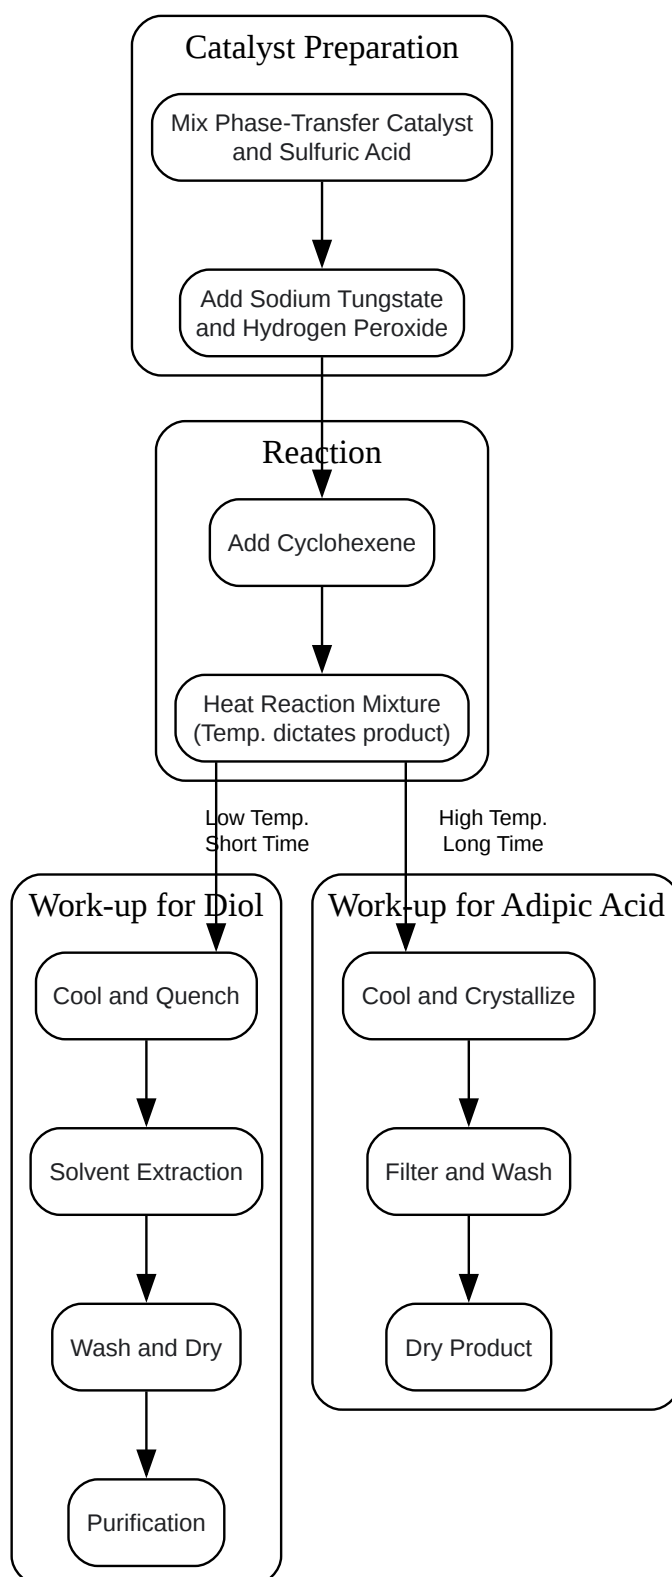 Catalyst Preparation
Mix Phase-Transfer Catalyst
and Sulfuric Acid
Add Sodium Tungstate
and Hydrogen Peroxide
Reaction
Add Cyclohexene
Heat Reaction Mixture
(Temp. dictates product)
Low Temp.
Short Time
High Temp.
Long Time
Work-up for Diol
Cool and Quench
Solvent Extraction
Wash and Dry
Purification
Work-up for Adipic Acid
Cool and Crystallize
Filter and Wash
Dry Product